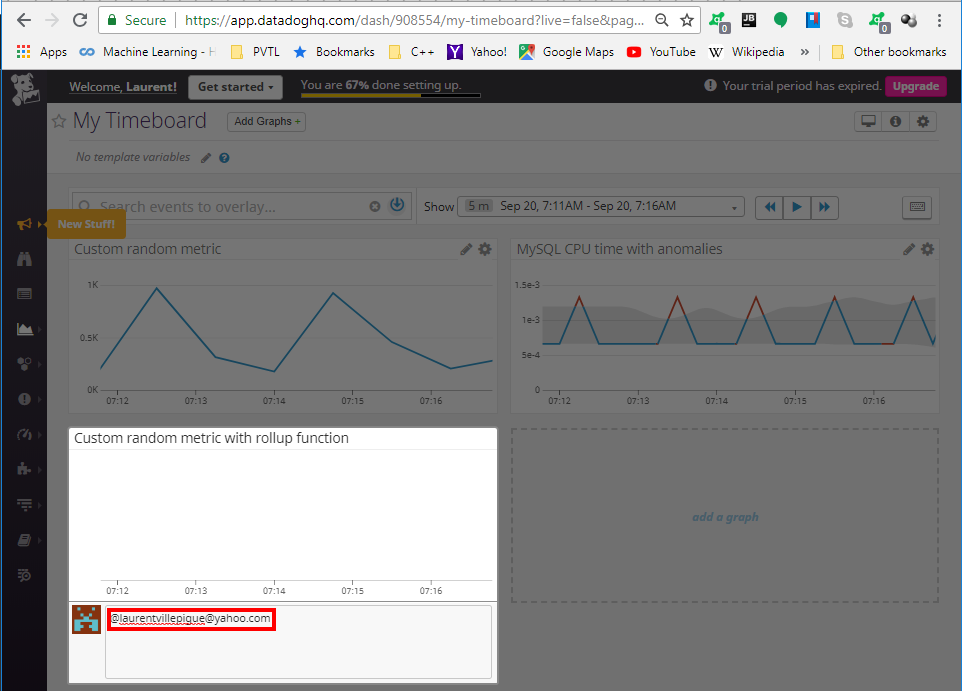 Secure https://app.datadoghq.com/dash/908554/my-timeboard?live=false&pag...
0 JB 0
Apps Machine Learning - PVTL Bookmarks C++ Yahoo! Google Maps YouTube W Wikipedia » Other bookmarks
Welcome, Laurent! Get started You are 67% done setting up. Your trial period has expired. Upgrade
My Timeboard Add Graphs +
No template variables
Search events to overlay... Show 5 m Sep 20, 7:11AM - Sep 20, 7:16AM
New Stuff!
Custom random metric
1K
0.5K
0K
07:12 07:13 07:14 07:15 07:16
MySQL CPU time with anomalies
1.5e-3
1e-3
5e-4
0
07:12 07:13 07:14 07:15 07:16
Custom random metric with rollup function
07:12 07:13 07:14 07:15 07:16
@laurentvillepigue@yahoo.com
add a graph